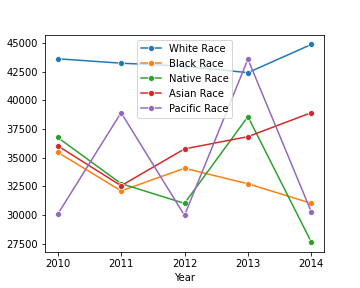 45000
42500
40000
37500
35000
32500
30000
27500
White Race
Black Race
Native Race
Asian Race
Pacific Race
2010 2011 2012 2013 2014
Year